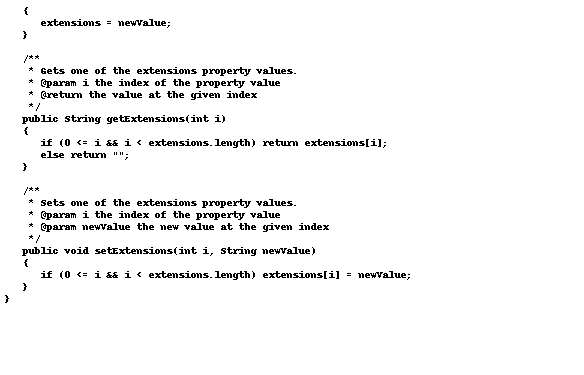 {
extensions = newValue;
}
/**
* Gets one of the extensions property values.
* @param i the index of the property value
* @return the value at the given index
*/
public String getExtensions(int i)
{
if (0 <= i && i < extensions.length) return extensions[i];
else return "";
}
/**
* Sets one of the extensions property values.
* @param i the index of the property value
* @param newValue the new value at the given index
*/
public void setExtensions(int i, String newValue)
{
if (0 <= i && i < extensions.length) extensions[i] = newValue;
}
}